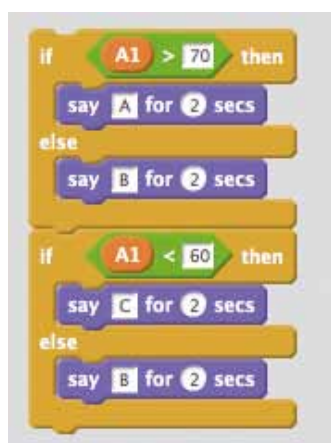 if A1 > 70 then
say A for 2 secs
else
say B for 2 secs
if A1 < 60 then
say C for 2 secs
else
say B for 2 secs